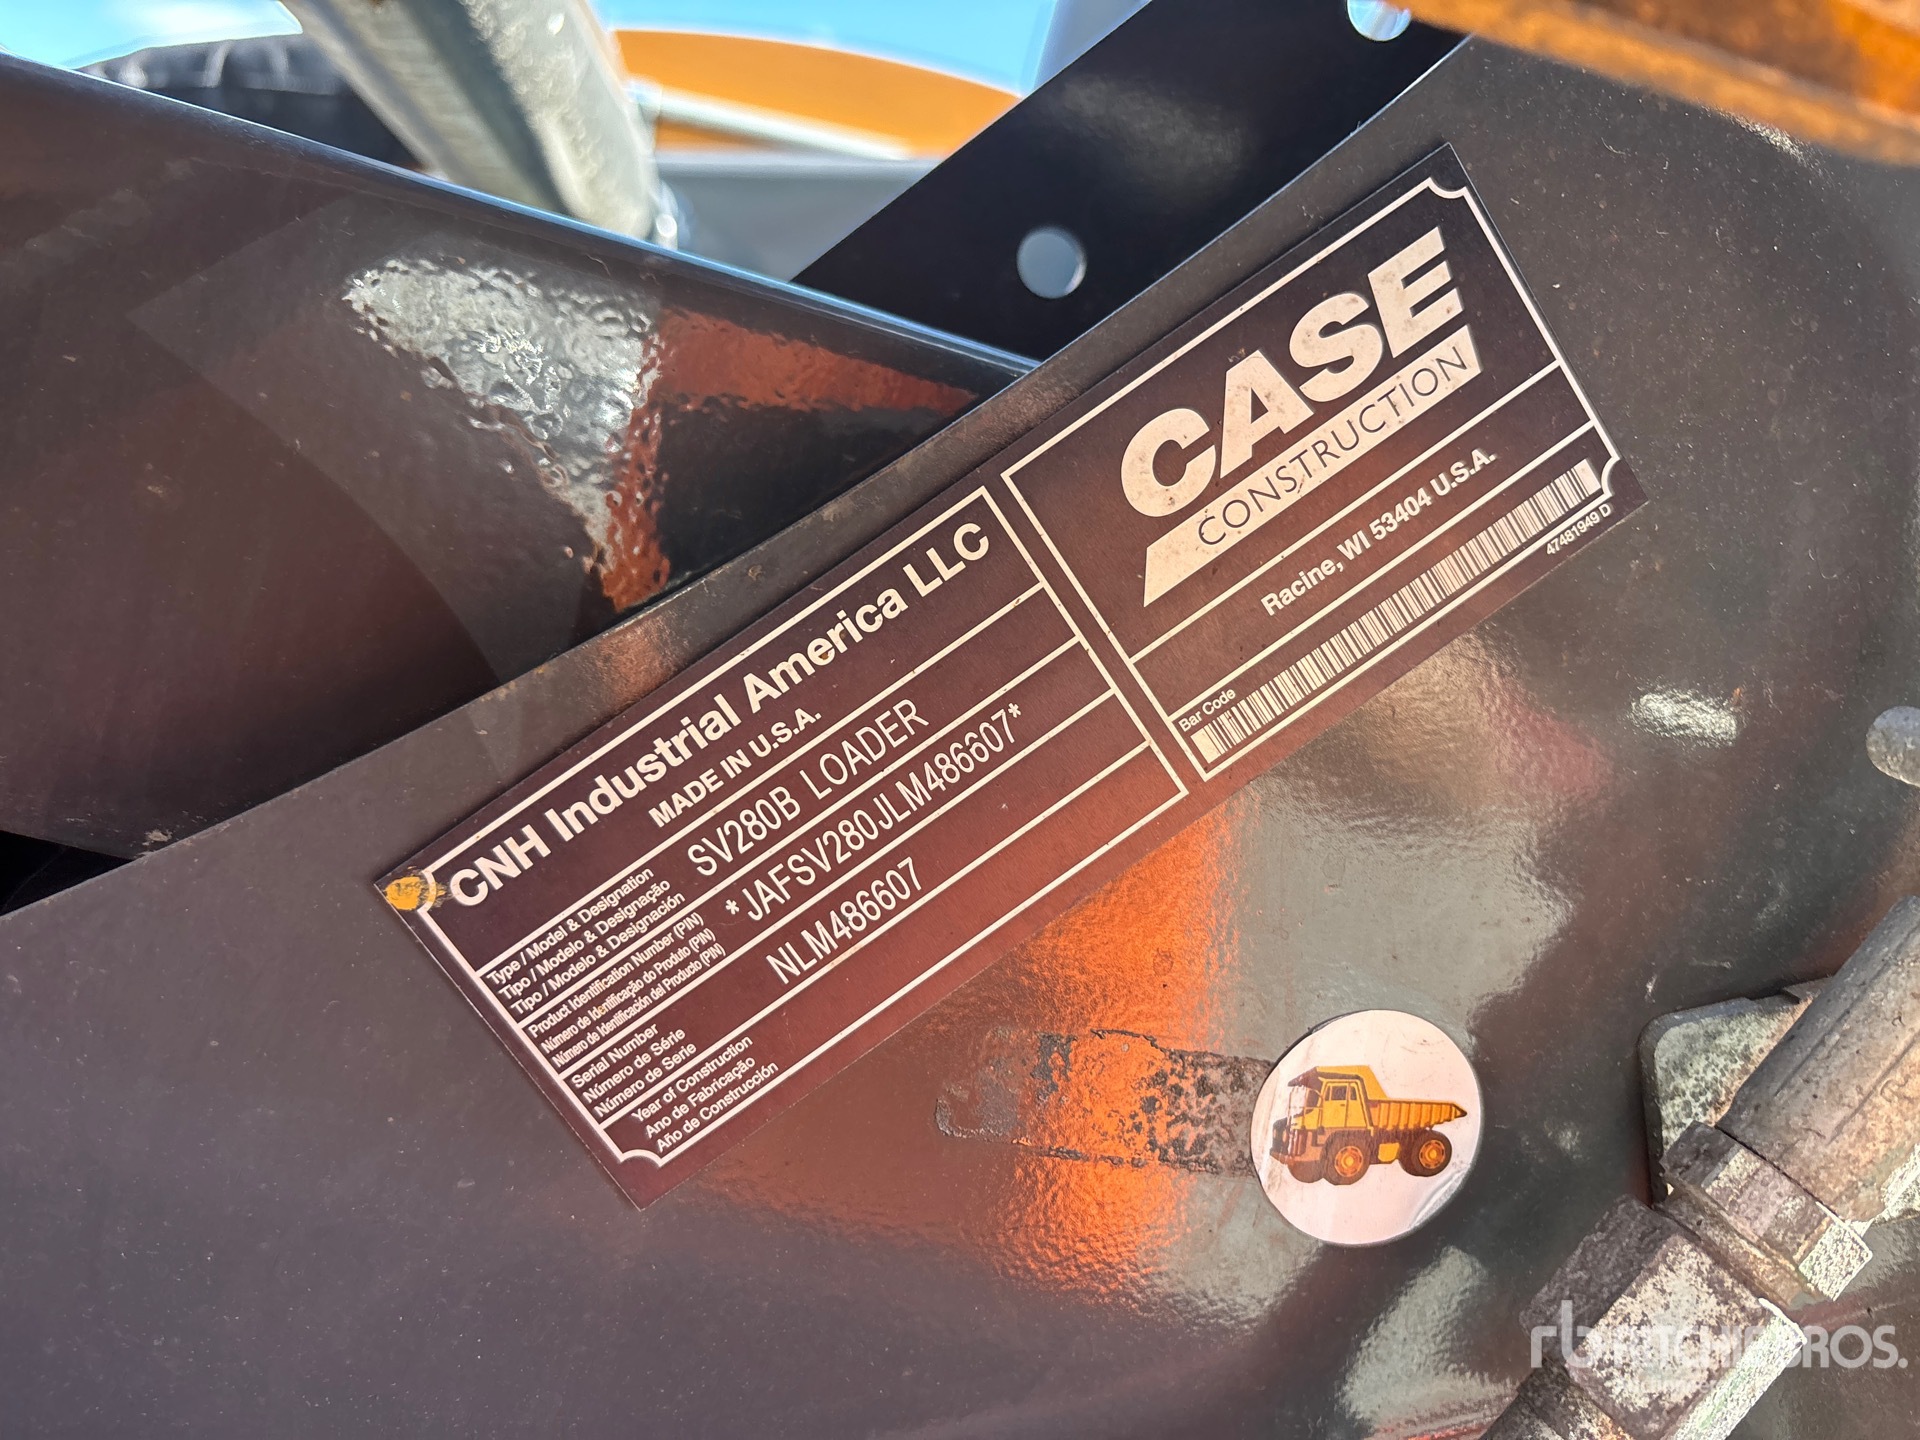 CNH Industrial America LLC
MADE IN U.S.A.
Type / Model & Designation
Tipo / Modelo & Designação
Tipo / Modelo & Designación
SV280B LOADER
Product Identification Number (PIN)
Número de Identificação do Produto (PIN)
Número de Identificación del Producto (PIN)
*JAFSV280JLM486607*
Serial Number
Número de Série
Número de Serie
NLM486607
Year of Construction
Ano de Fabricação
Año de Construcción
CASE
CONSTRUCTION
Racine, WI 53404 U.S.A.
Bar Code
47481949 D
rb RITCHIE BROS.